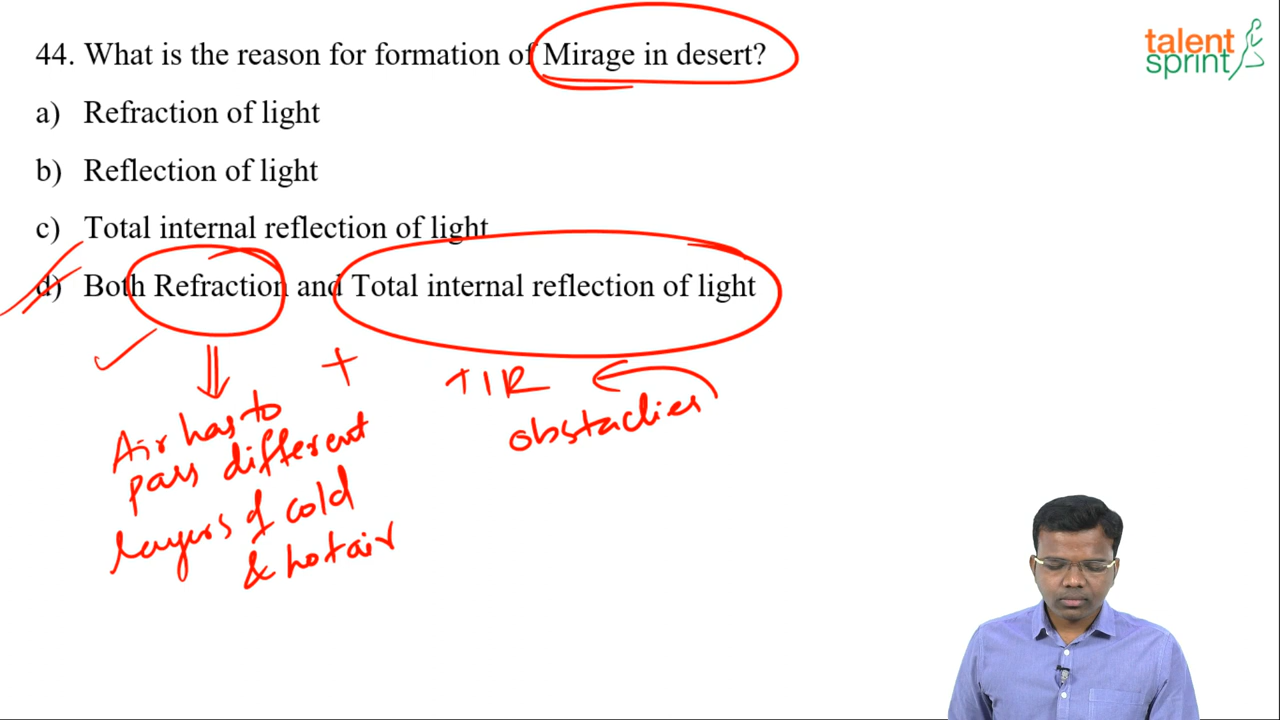 talent
sprint
44. What is the reason for formation of Mirage in desert?
a) Refraction of light
b) Reflection of light
c) Total internal reflection of light
d) Both Refraction and Total internal reflection of light
+
TIR
obstacles
Air has to
pass different
layers of cold
& hot air